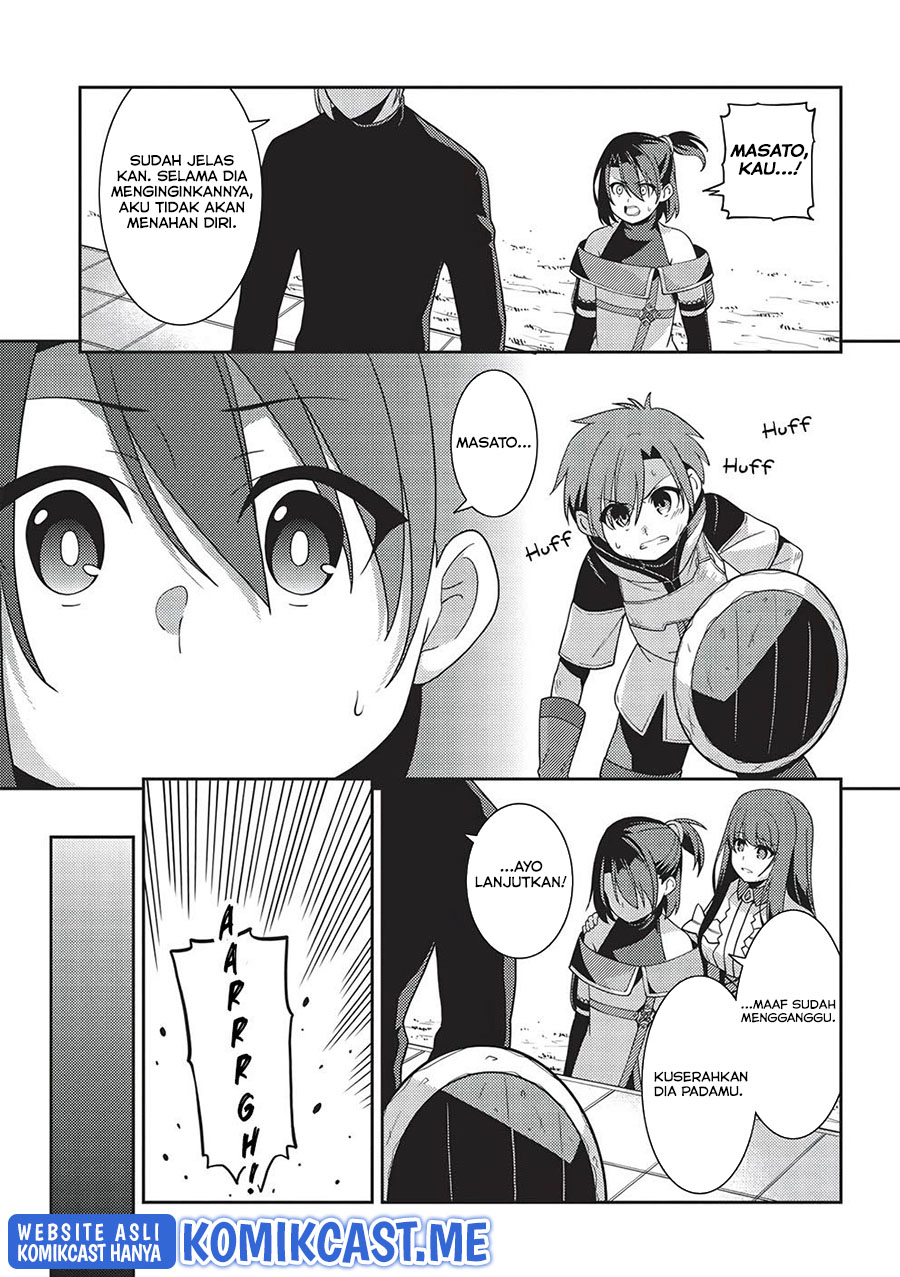 MASATO,
KAU...!
SUDAH JELAS
KAN. SELAMA DIA
MENGINGINKANNYA,
AKU TIDAK AKAN
MENAHAN DIRI.
Huff
Huff
Huff
MASATO...
...AYO
LANJUTKAN!
...MAAF SUDAH
MENGGANGGU.
KUSERAHKAN
DIA PADAMU.
AARRRGH!!
WEBSITE ASLI
KOMIKCAST HANYA
KOMIKCAST.ME